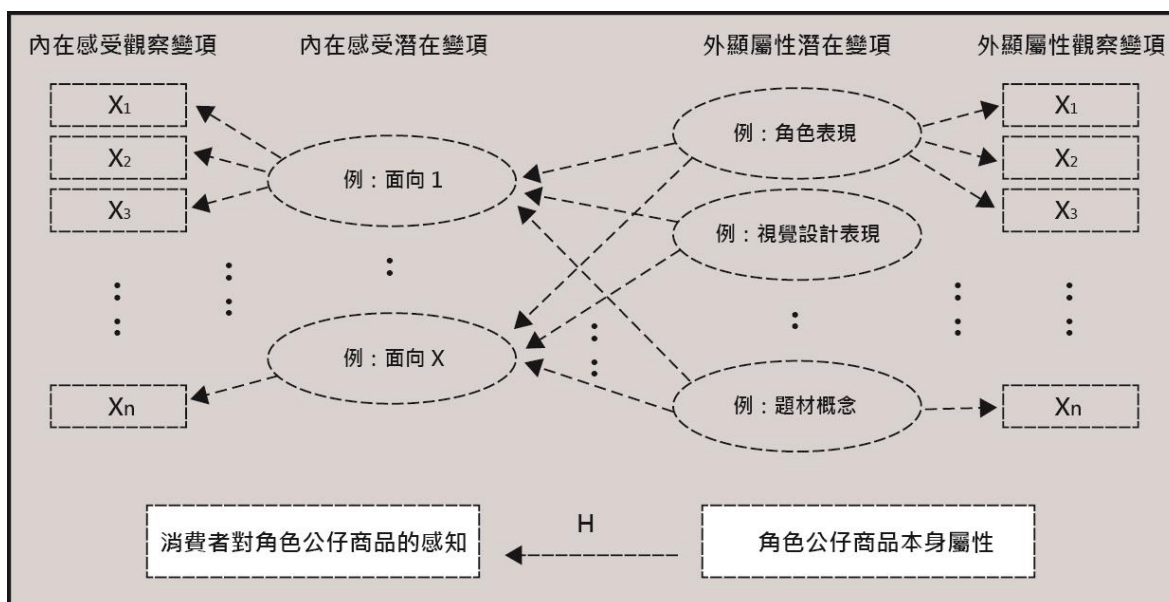 內在感受觀察變項
內在感受潛在變項
外顯屬性潛在變項
外顯屬性觀察變項
X1
X2
X3
Xn
例：面向 1
例：面向 X
例：角色表現
例：視覺設計表現
例：題材概念
X1
X2
X3
Xn
消費者對角色公仔商品的感知
H
角色公仔商品本身屬性